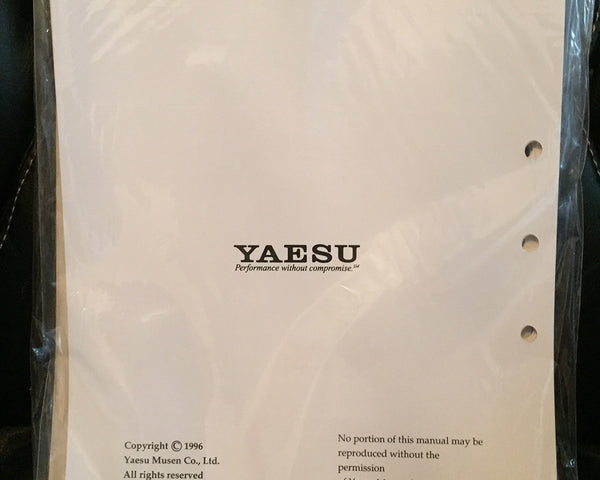 YAESU
Performance without compromise.℠
Copyright © 1996
Yaesu Musen Co., Ltd.
All rights reserved
No portion of this manual may be
reproduced without the
permission